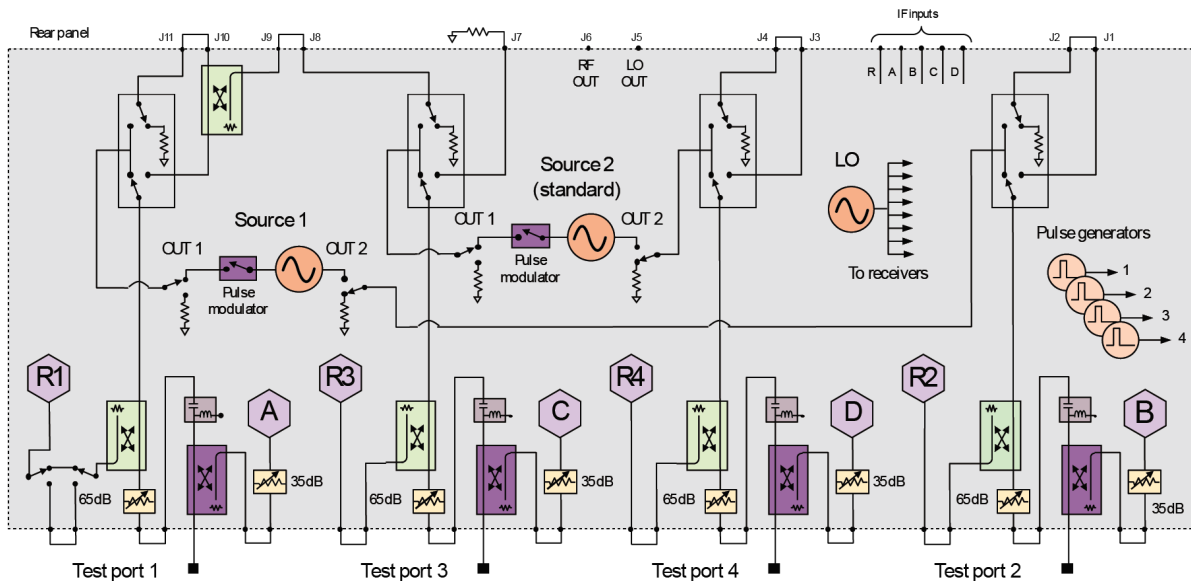 Rear panel
J11
J10
J9
J8
J7
J6
J5
J4
J3
IF inputs
J2
J1
RF
OUT
LO
OUT
R
A
B
C
D
Source 1
OUT 1
OUT 2
Pulse
modulator
Source 2
(standard)
OUT 1
OUT 2
Pulse
modulator
LO
To receivers
Pulse generators
1
2
3
4
R1
A
R3
C
R4
D
R2
B
65dB
35dB
65dB
35dB
65dB
35dB
65dB
35dB
Test port 1
Test port 3
Test port 4
Test port 2